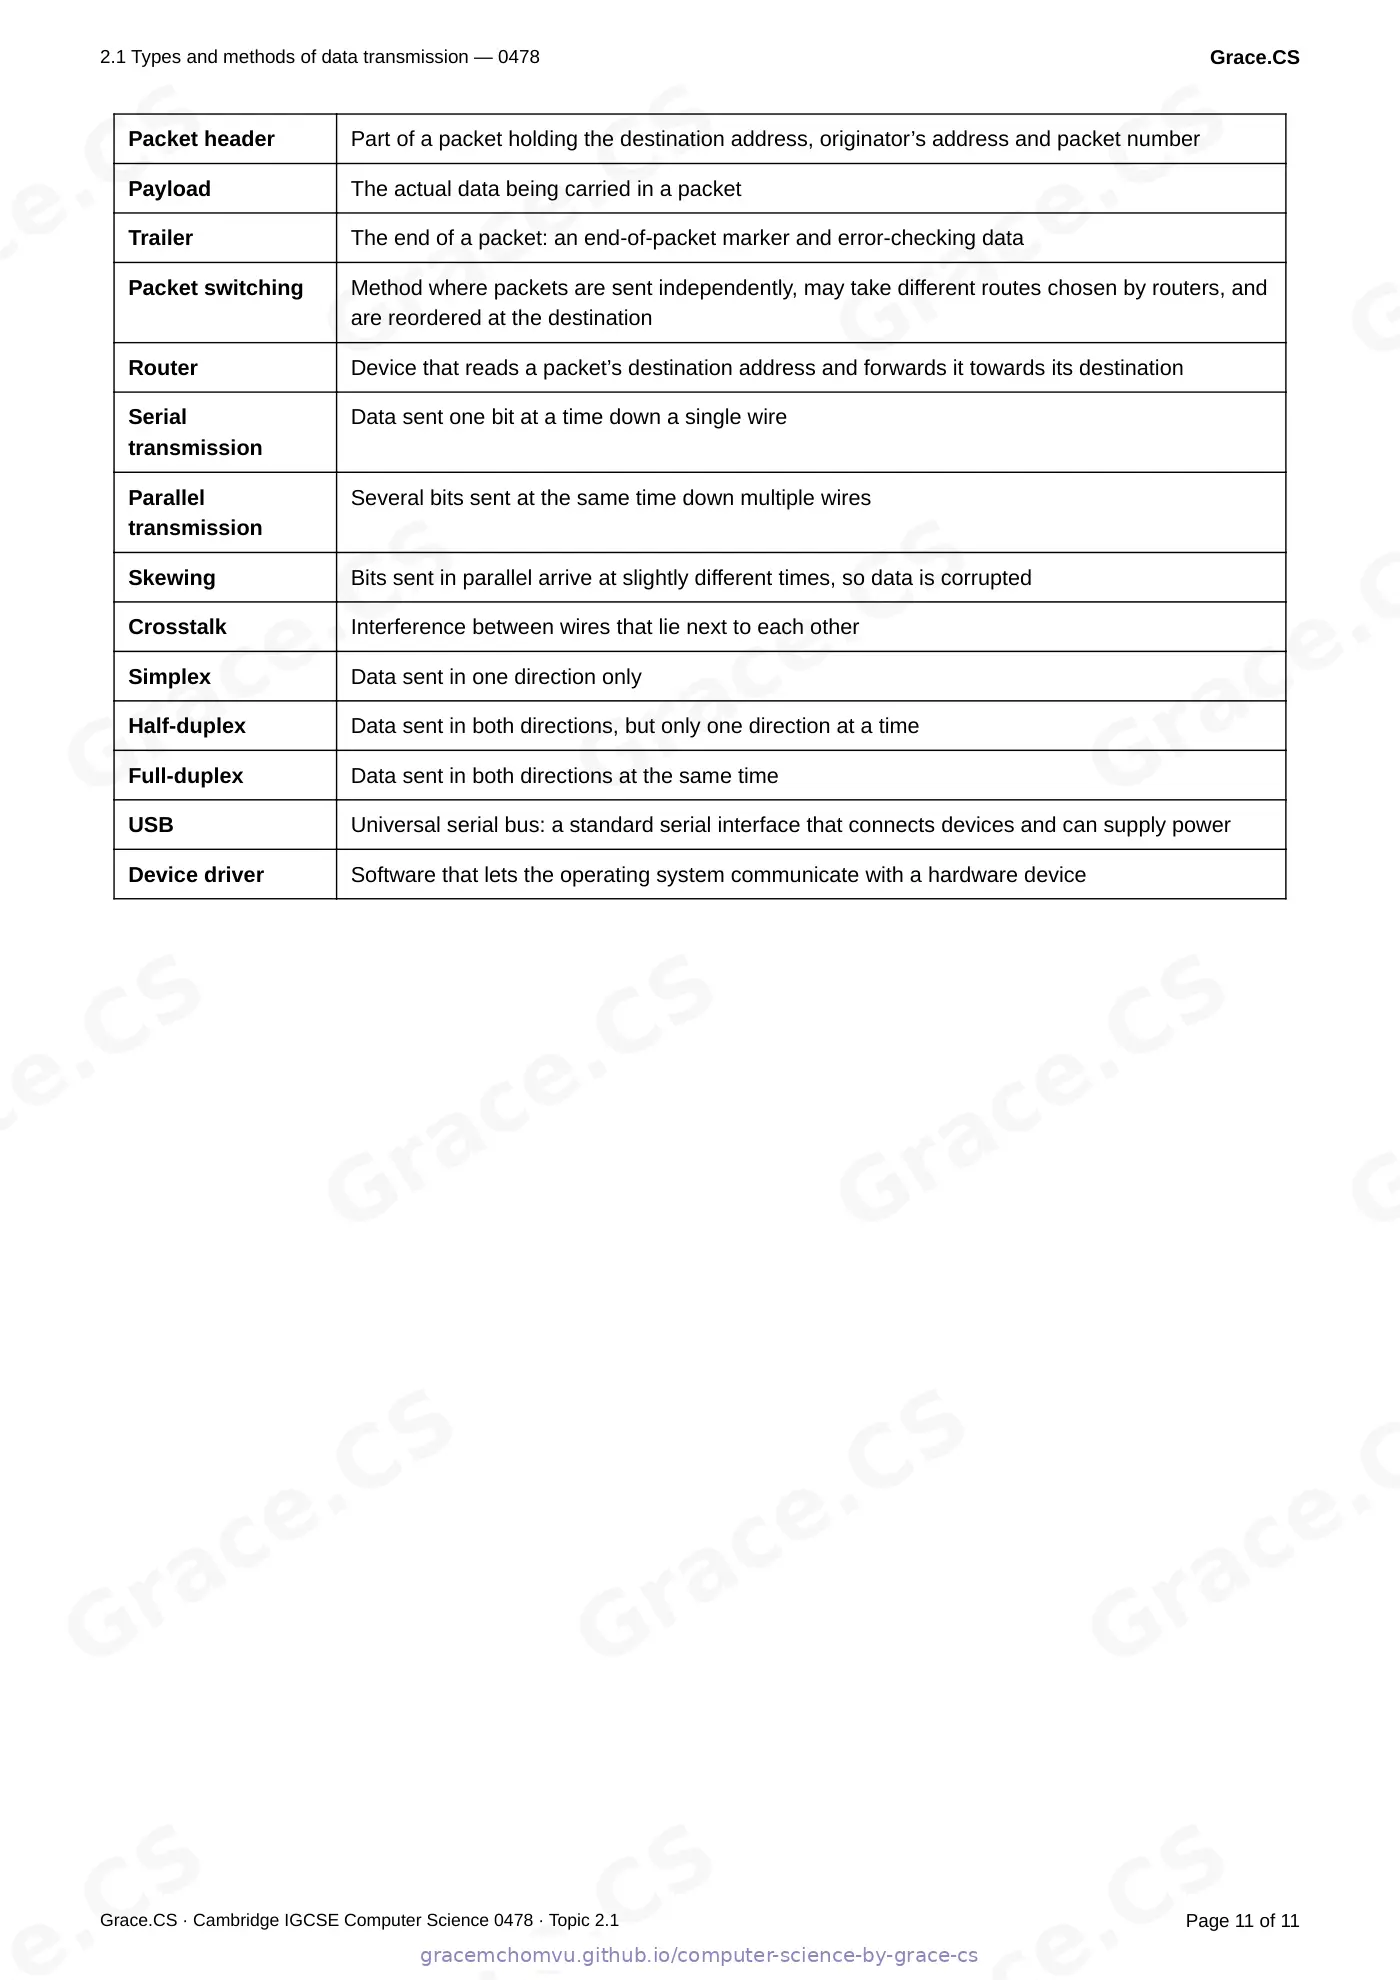 2.1 Types and methods of data transmission — 0478
Grace.CS
Packet header
Part of a packet holding the destination address, originator’s address and packet number
Payload
The actual data being carried in a packet
Trailer
The end of a packet: an end-of-packet marker and error-checking data
Packet switching
Method where packets are sent independently, may take different routes chosen by routers, and
are reordered at the destination
Router
Device that reads a packet’s destination address and forwards it towards its destination
Serial
transmission
Data sent one bit at a time down a single wire
Parallel
transmission
Several bits sent at the same time down multiple wires
Skewing
Bits sent in parallel arrive at slightly different times, so data is corrupted
Crosstalk
Interference between wires that lie next to each other
Simplex
Data sent in one direction only
Half-duplex
Data sent in both directions, but only one direction at a time
Full-duplex
Data sent in both directions at the same time
USB
Universal serial bus: a standard serial interface that connects devices and can supply power
Device driver
Software that lets the operating system communicate with a hardware device
Grace.CS · Cambridge IGCSE Computer Science 0478 · Topic 2.1
Page 11 of 11
gracemchomvu.github.io/computer-science-by-grace-cs